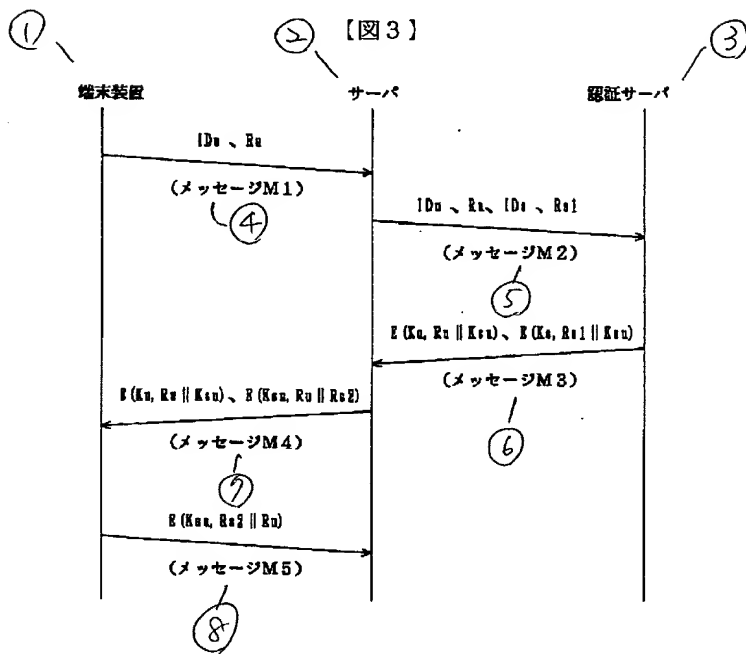 ① ② 【図3】 ③
端末装置 サーバ 認証サーバ
IDu 、Ru
(メッセージM1)
④
IDu 、Ru、IDs 、Rs1
(メッセージM2)
⑤
E(Ku, Ru‖Ksu)、E(Ks, Rs1‖Ksu)
(メッセージM3)
⑥
E(Ku, Ru‖Ksu)、E(Ksu, Ru‖Rs2)
(メッセージM4)
⑦
E(Ksu, Rs2‖Ru)
(メッセージM5)
⑧